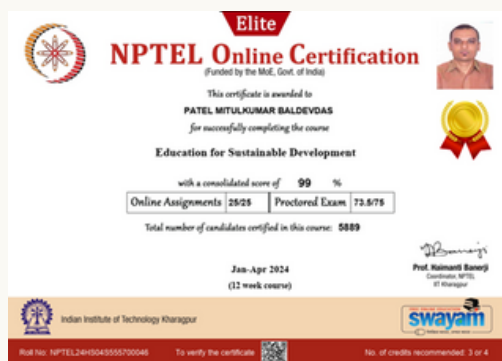 Elite
NPTEL Online Certification
(Funded by the MoE, Govt. of India)
This certificate is awarded to
PATEL MITULKUMAR BALDEVDAS
for successfully completing the course
Education for Sustainable Development
with a consolidated score of 99 %
Online Assignments 25/25 Proctored Exam 73.5/75
Total number of candidates certified in this course: 5889
Jan-Apr 2024
(12 week course)
Prof. Haimanti Banerji
Coordinator, NPTEL
IIT Kharagpur
Indian Institute of Technology Kharagpur
swayam
Roll No: NPTEL24HS04S555700046 To verify the certificate No. of credits recommended: 3 or 4